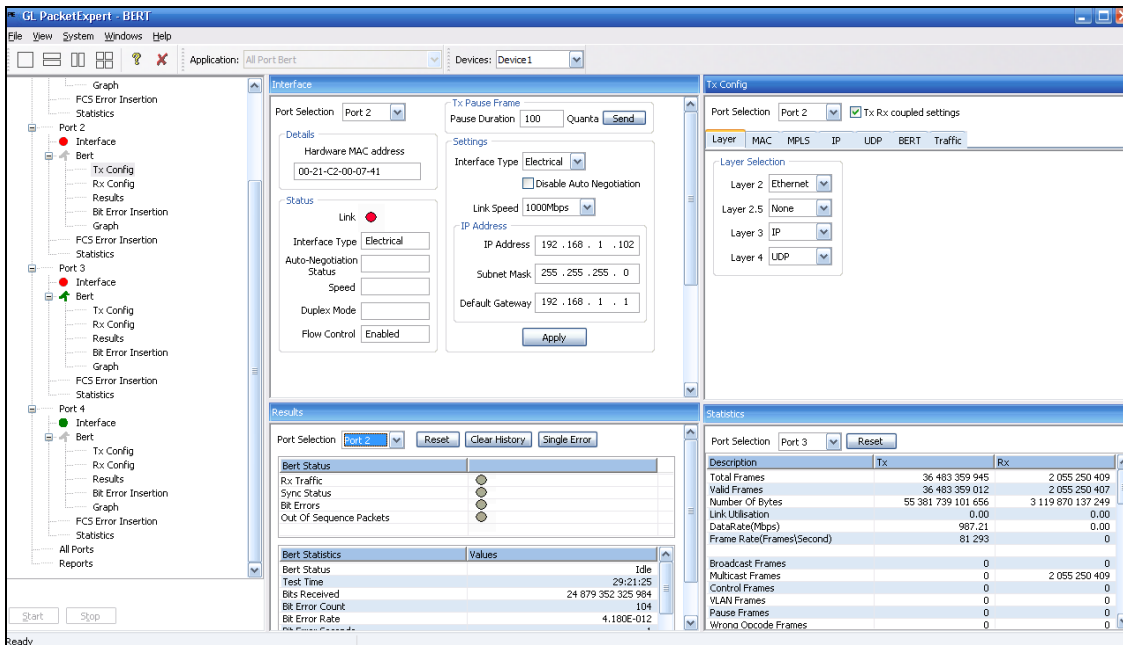 GL PacketExpert - BERT
File View System Windows Help
Application: All Port Bert Devices: Device1
Graph
FCS Error Insertion
Statistics
Port 2
Interface
Bert
Tx Config
Rx Config
Results
Bit Error Insertion
Graph
FCS Error Insertion
Statistics
Port 3
Interface
Bert
Tx Config
Rx Config
Results
Bit Error Insertion
Graph
FCS Error Insertion
Statistics
Port 4
Interface
Bert
Tx Config
Rx Config
Results
Bit Error Insertion
Graph
FCS Error Insertion
Statistics
All Ports
Reports
Start Stop
Ready
Interface
Port Selection Port 2
Details
Hardware MAC address
00-21-C2-00-07-41
Status
Link
Interface Type Electrical
Auto-Negotiation Status
Speed
Duplex Mode
Flow Control Enabled
Tx Pause Frame
Pause Duration 100 Quanta Send
Settings
Interface Type Electrical
Disable Auto Negotiation
Link Speed 1000Mbps
IP Address
IP Address 192 .168 . 1 .102
Subnet Mask 255 .255 .255 . 0
Default Gateway 192 .168 . 1 . 1
Apply
Tx Config
Port Selection Port 2 Tx Rx coupled settings
Layer MAC MPLS IP UDP BERT Traffic
Layer Selection
Layer 2 Ethernet
Layer 2.5 None
Layer 3 IP
Layer 4 UDP
Results
Port Selection Port 2 Reset Clear History Single Error
Bert Status
Rx Traffic
Sync Status
Bit Errors
Out Of Sequence Packets
Bert Statistics Values
Bert Status Idle
Test Time 29:21:25
Bits Received 24 879 352 325 984
Bit Error Count 104
Bit Error Rate 4.180E-012
Statistics
Port Selection Port 3 Reset
Description Tx Rx
Total Frames 36 483 359 945 2 055 250 409
Valid Frames 36 483 359 012 2 055 250 407
Number Of Bytes 55 381 739 101 656 3 119 870 137 249
Link Utilisation 0.00 0.00
DataRate(Mbps) 987.21 0.00
Frame Rate(Frames\Second) 81 293 0
Broadcast Frames 0 0
Multicast Frames 0 2 055 250 409
Control Frames 0 0
VLAN Frames 0 0
Pause Frames 0 0
Wrong Opcode Frames 0 0